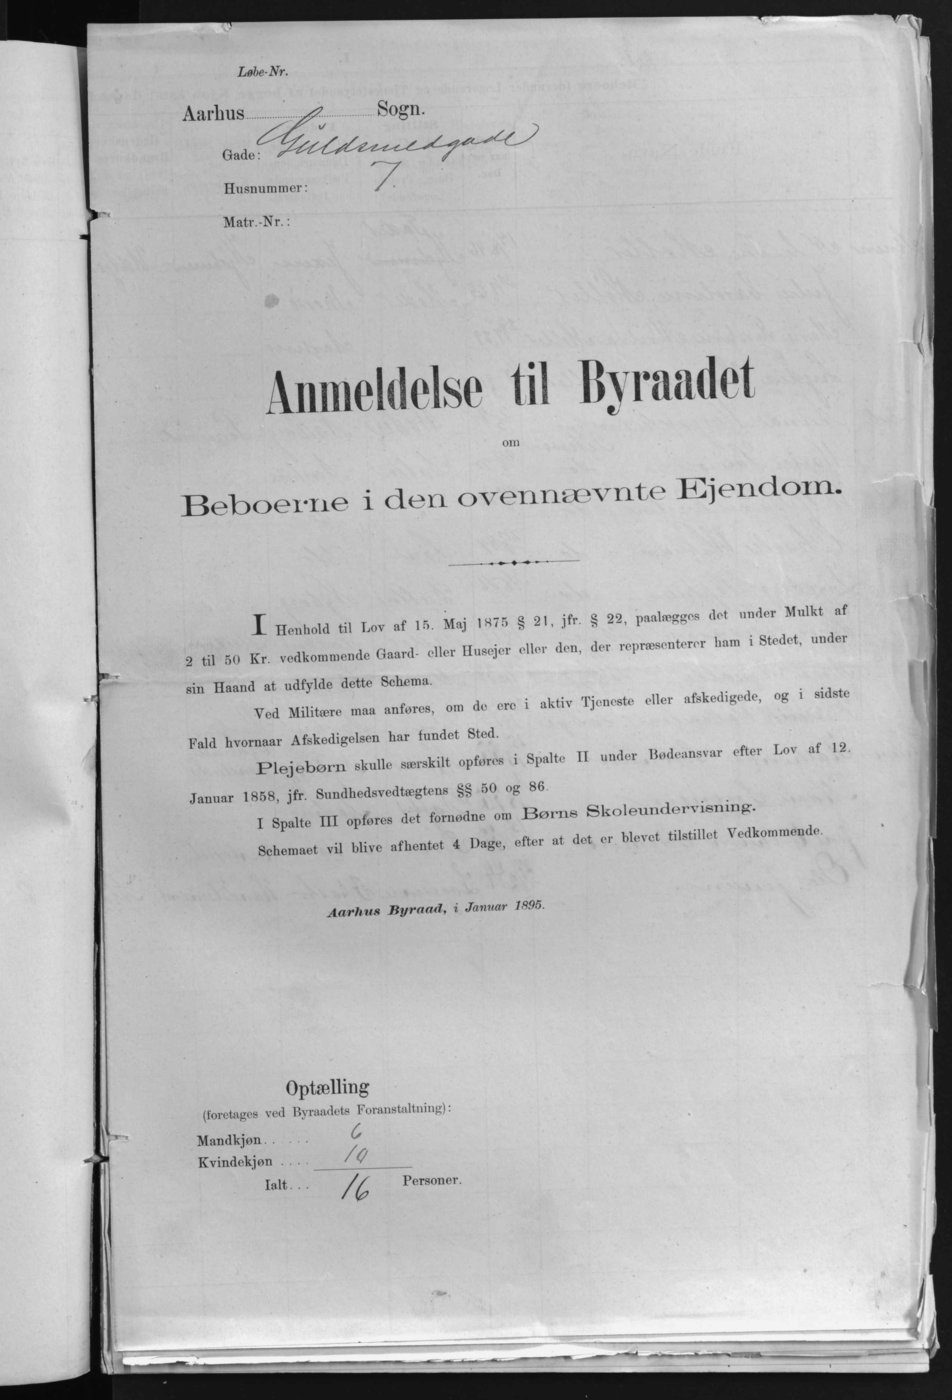 Løbe-Nr.
Aarhus Sogn.
Gade: Guldsmedgade
Husnummer: 7.
Matr.-Nr.:
Anmeldelse til Byraadet
om
Beboerne i den ovennævnte Ejendom.
I Henhold til Lov af 15. Maj 1875 § 21, jfr. § 22, paalægges det under Mulkt af
2 til 50 Kr. vedkommende Gaard- eller Husejer eller den, der repræsenterer ham i Stedet, under
sin Haand at udfylde dette Schema.
Ved Militære maa anføres, om de ere i aktiv Tjeneste eller afskedigede, og i sidste
Fald hvornaar Afskedigelsen har fundet Sted.
Plejebørn skulle særskilt opføres i Spalte II under Bødeansvar efter Lov af 12.
Januar 1858, jfr. Sundhedsvedtægtens §§ 50 og 86.
I Spalte III opføres det fornødne om Børns Skoleundervisning.
Schemaet vil blive afhentet 4 Dage, efter at det er blevet tilstillet Vedkommende.
Aarhus Byraad, i Januar 1895.
Optælling
(foretages ved Byraadets Foranstaltning):
Mandkjøn..... 6
Kvindekjøn .... 10
Ialt... 16 Personer.